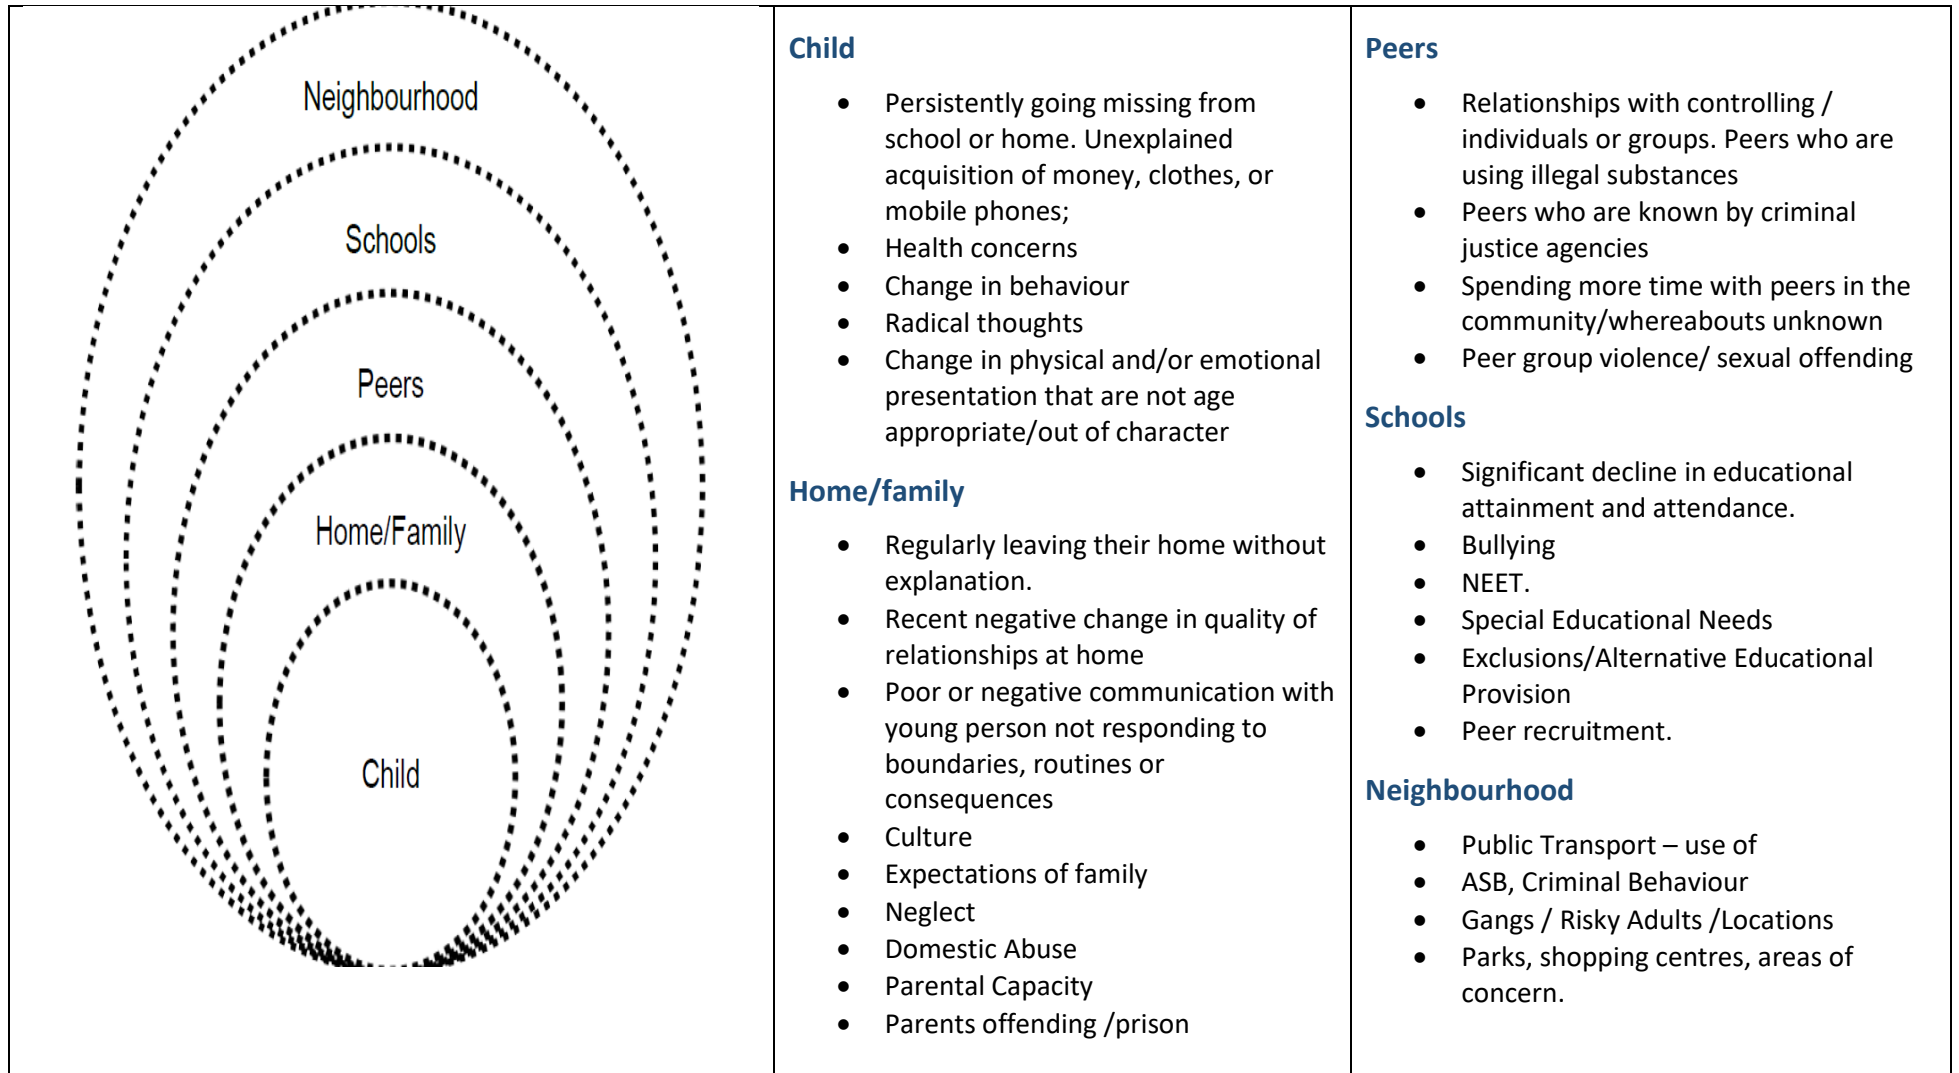 Neighbourhood
Schools
Peers
Home/Family
Child
Child
• Persistently going missing from
school or home. Unexplained
acquisition of money, clothes, or
mobile phones;
• Health concerns
• Change in behaviour
• Radical thoughts
• Change in physical and/or emotional
presentation that are not age
appropriate/out of character
Home/family
• Regularly leaving their home without
explanation.
• Recent negative change in quality of
relationships at home
• Poor or negative communication with
young person not responding to
boundaries, routines or
consequences
• Culture
• Expectations of family
• Neglect
• Domestic Abuse
• Parental Capacity
• Parents offending /prison
Peers
• Relationships with controlling /
individuals or groups. Peers who are
using illegal substances
• Peers who are known by criminal
justice agencies
• Spending more time with peers in the
community/whereabouts unknown
• Peer group violence/ sexual offending
Schools
• Significant decline in educational
attainment and attendance.
• Bullying
• NEET.
• Special Educational Needs
• Exclusions/Alternative Educational
Provision
• Peer recruitment.
Neighbourhood
• Public Transport – use of
• ASB, Criminal Behaviour
• Gangs / Risky Adults /Locations
• Parks, shopping centres, areas of
concern.